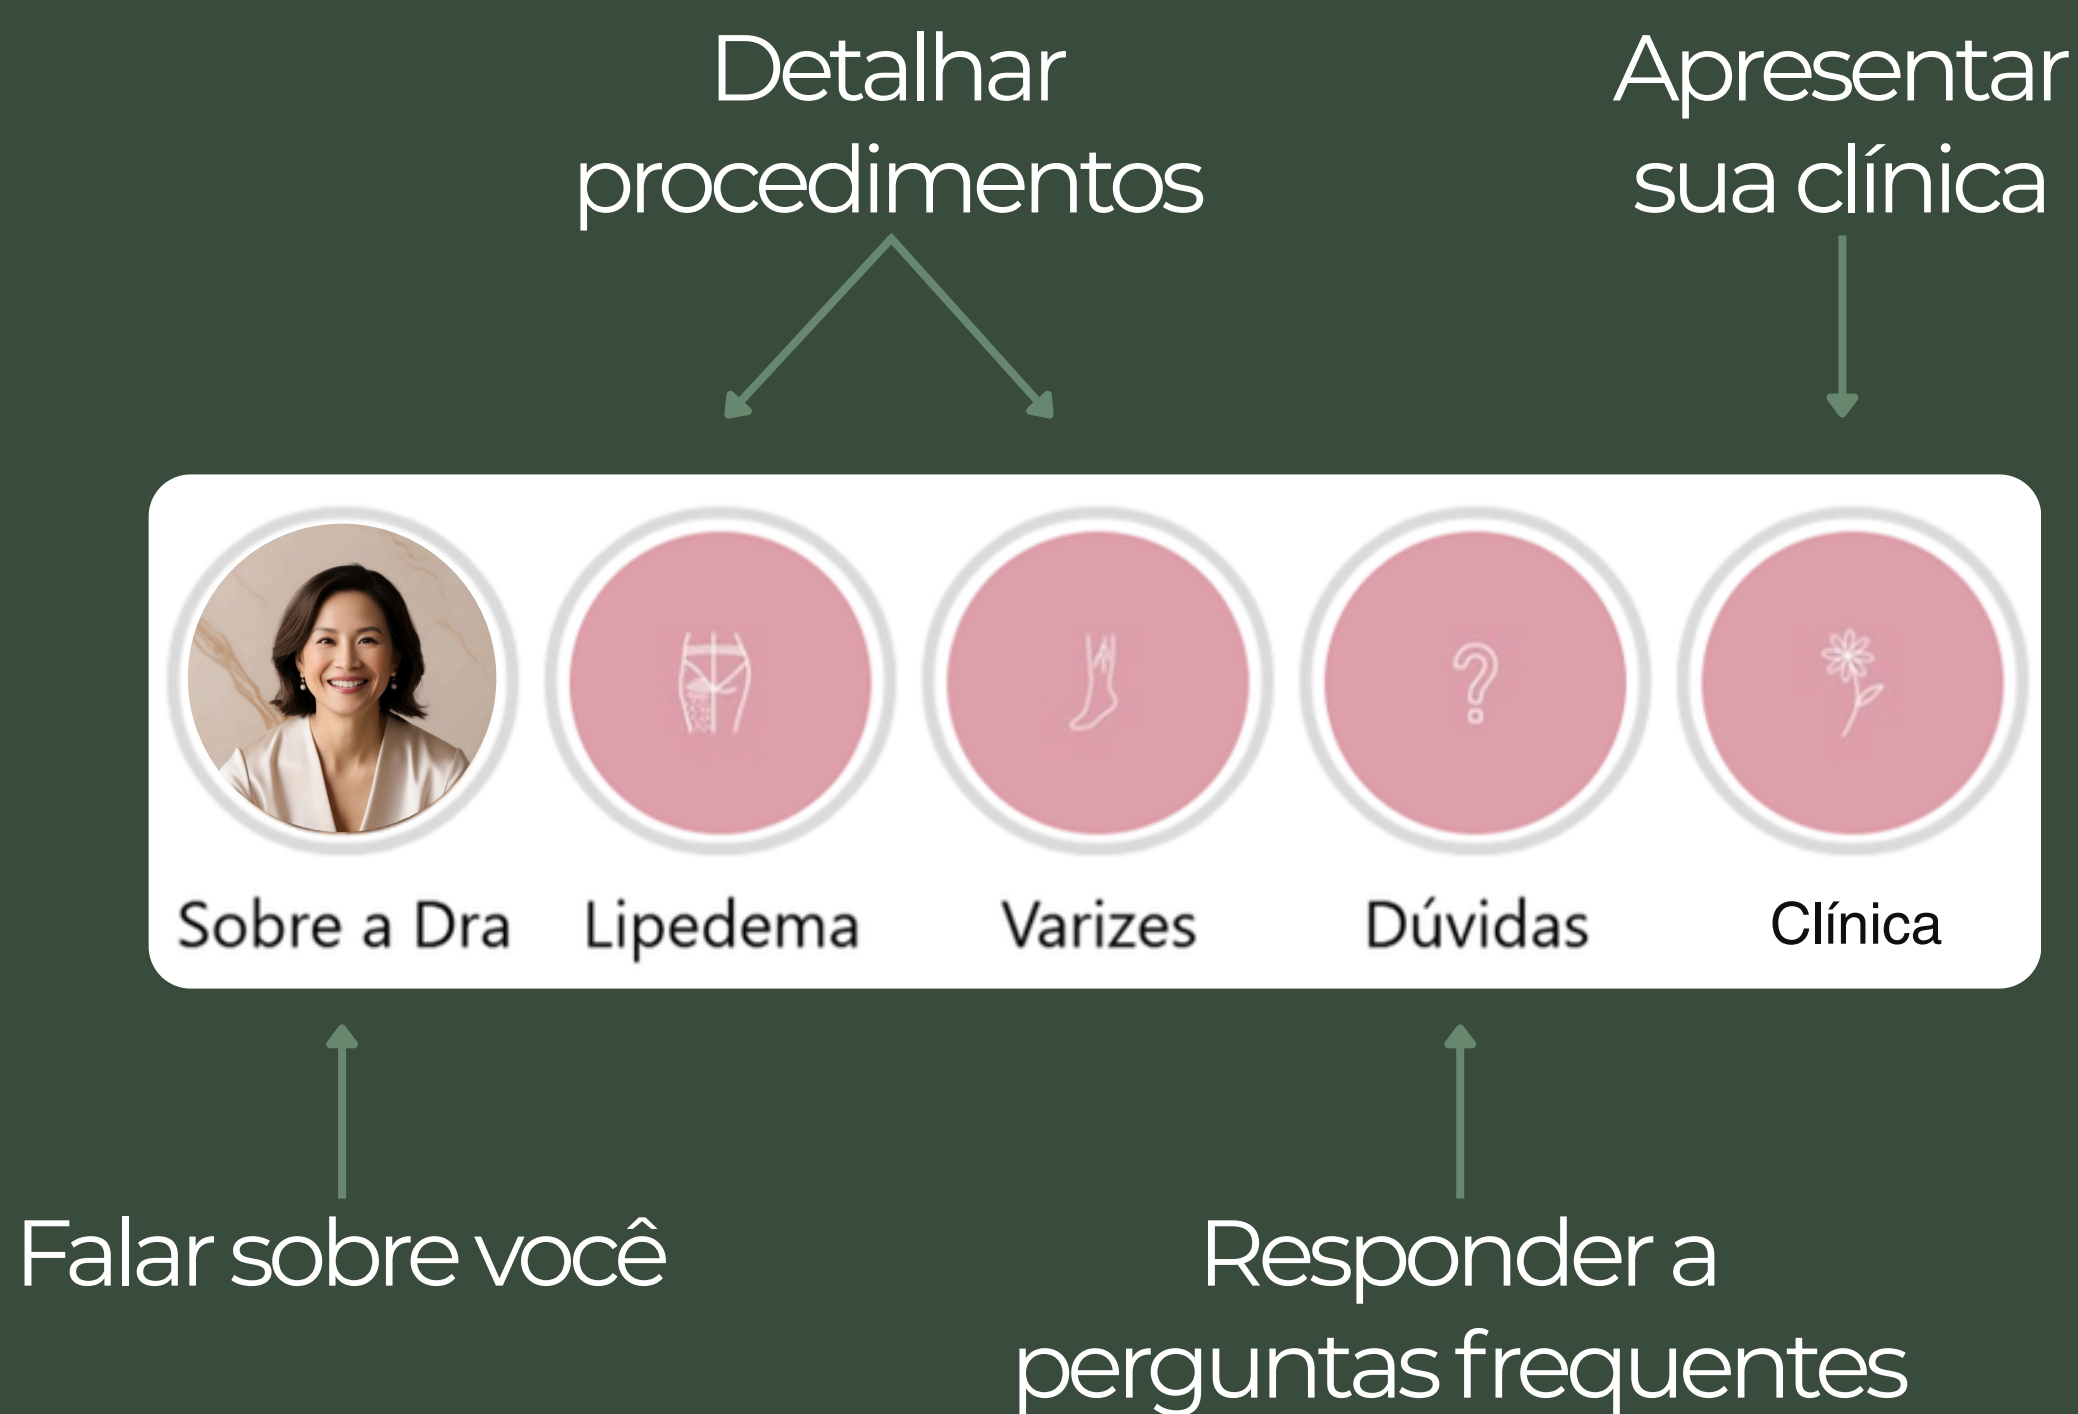 Detalhar
procedimentos
Apresentar
sua clínica
Sobre a Dra
Lipedema
Varizes
Dúvidas
Clínica
Falar sobre você
Responder a
perguntas frequentes